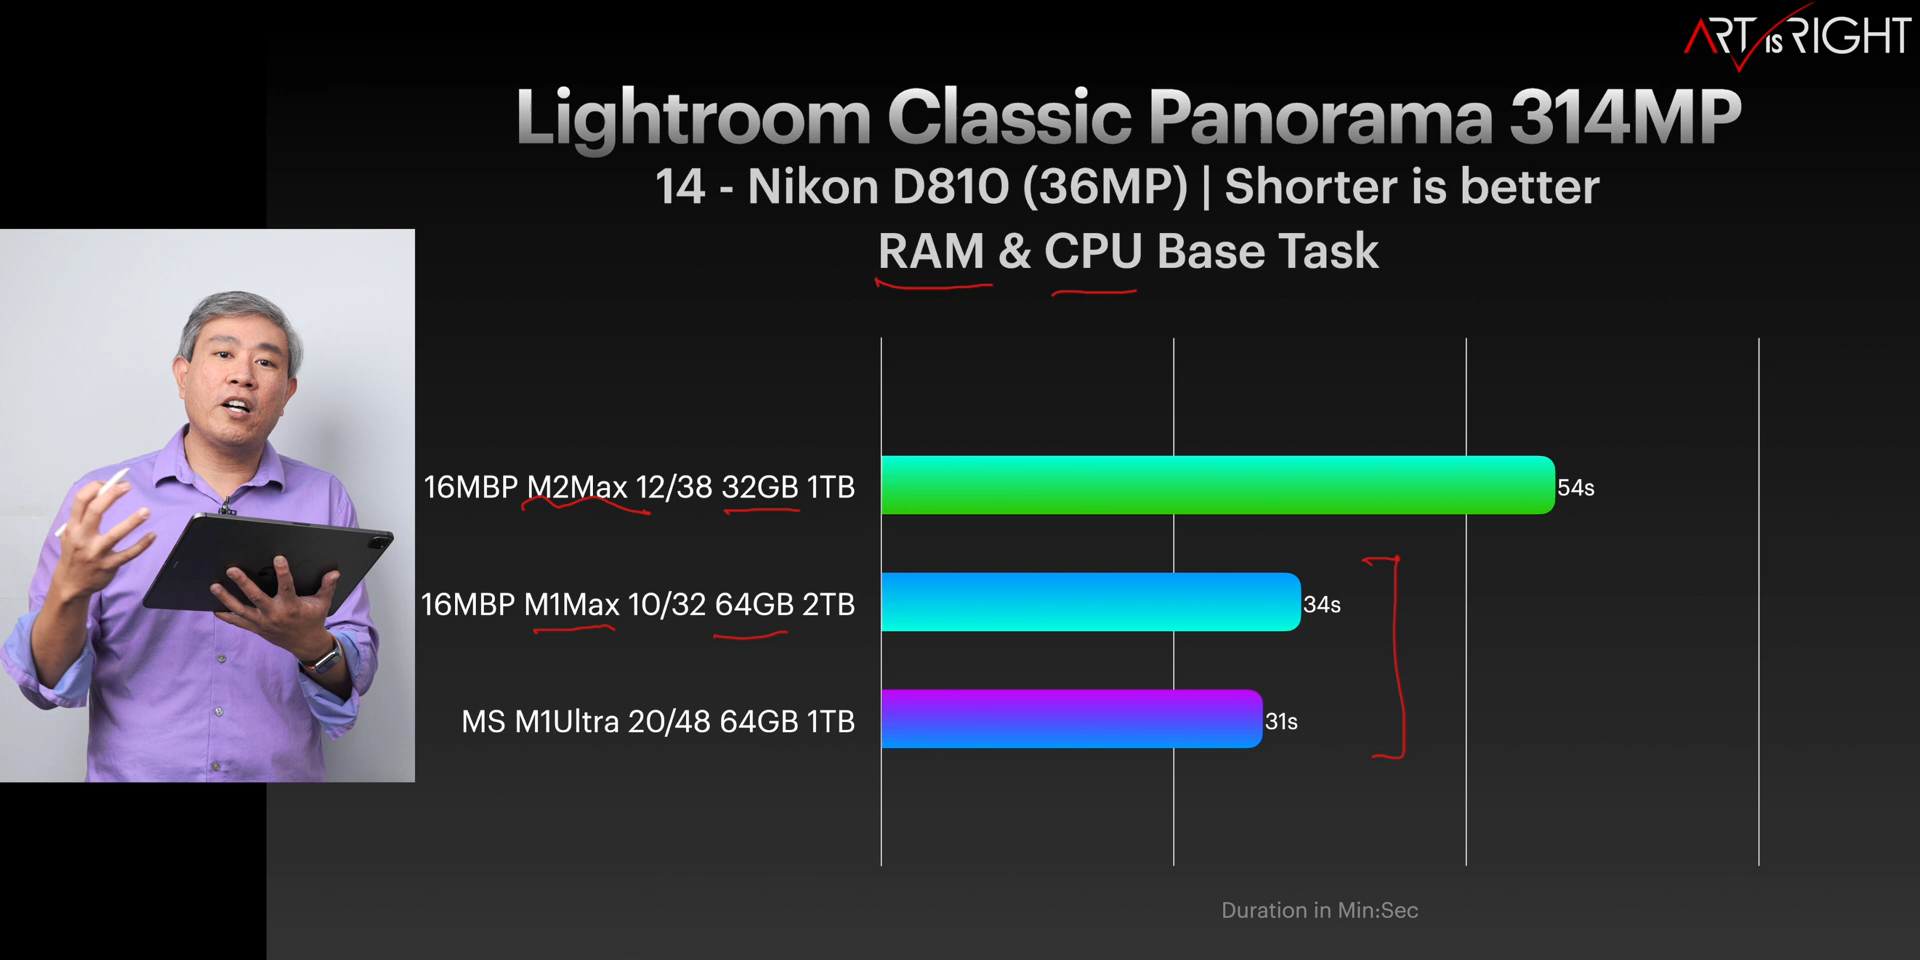 ART IS RIGHT
Lightroom Classic Panorama 314MP
14 - Nikon D810 (36MP) | Shorter is better
RAM & CPU Base Task
16MBP M2Max 12/38 32GB 1TB
54s
16MBP M1Max 10/32 64GB 2TB
34s
MS M1Ultra 20/48 64GB 1TB
31s
Duration in Min:Sec